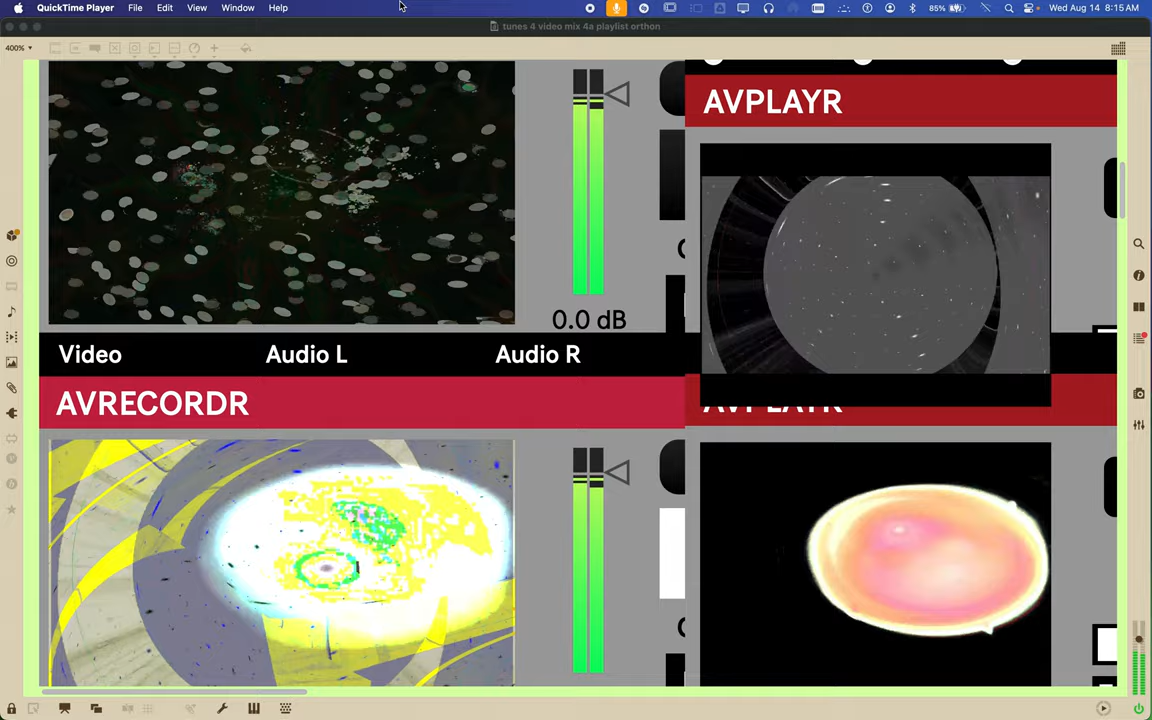 QuickTime Player File Edit View Window Help 85% Wed Aug 14 8:15 AM
tunes 4 video mix 4a playlist orthon
400%
AVPLAYR
0.0 dB
Video Audio L Audio R
AVRECORDR